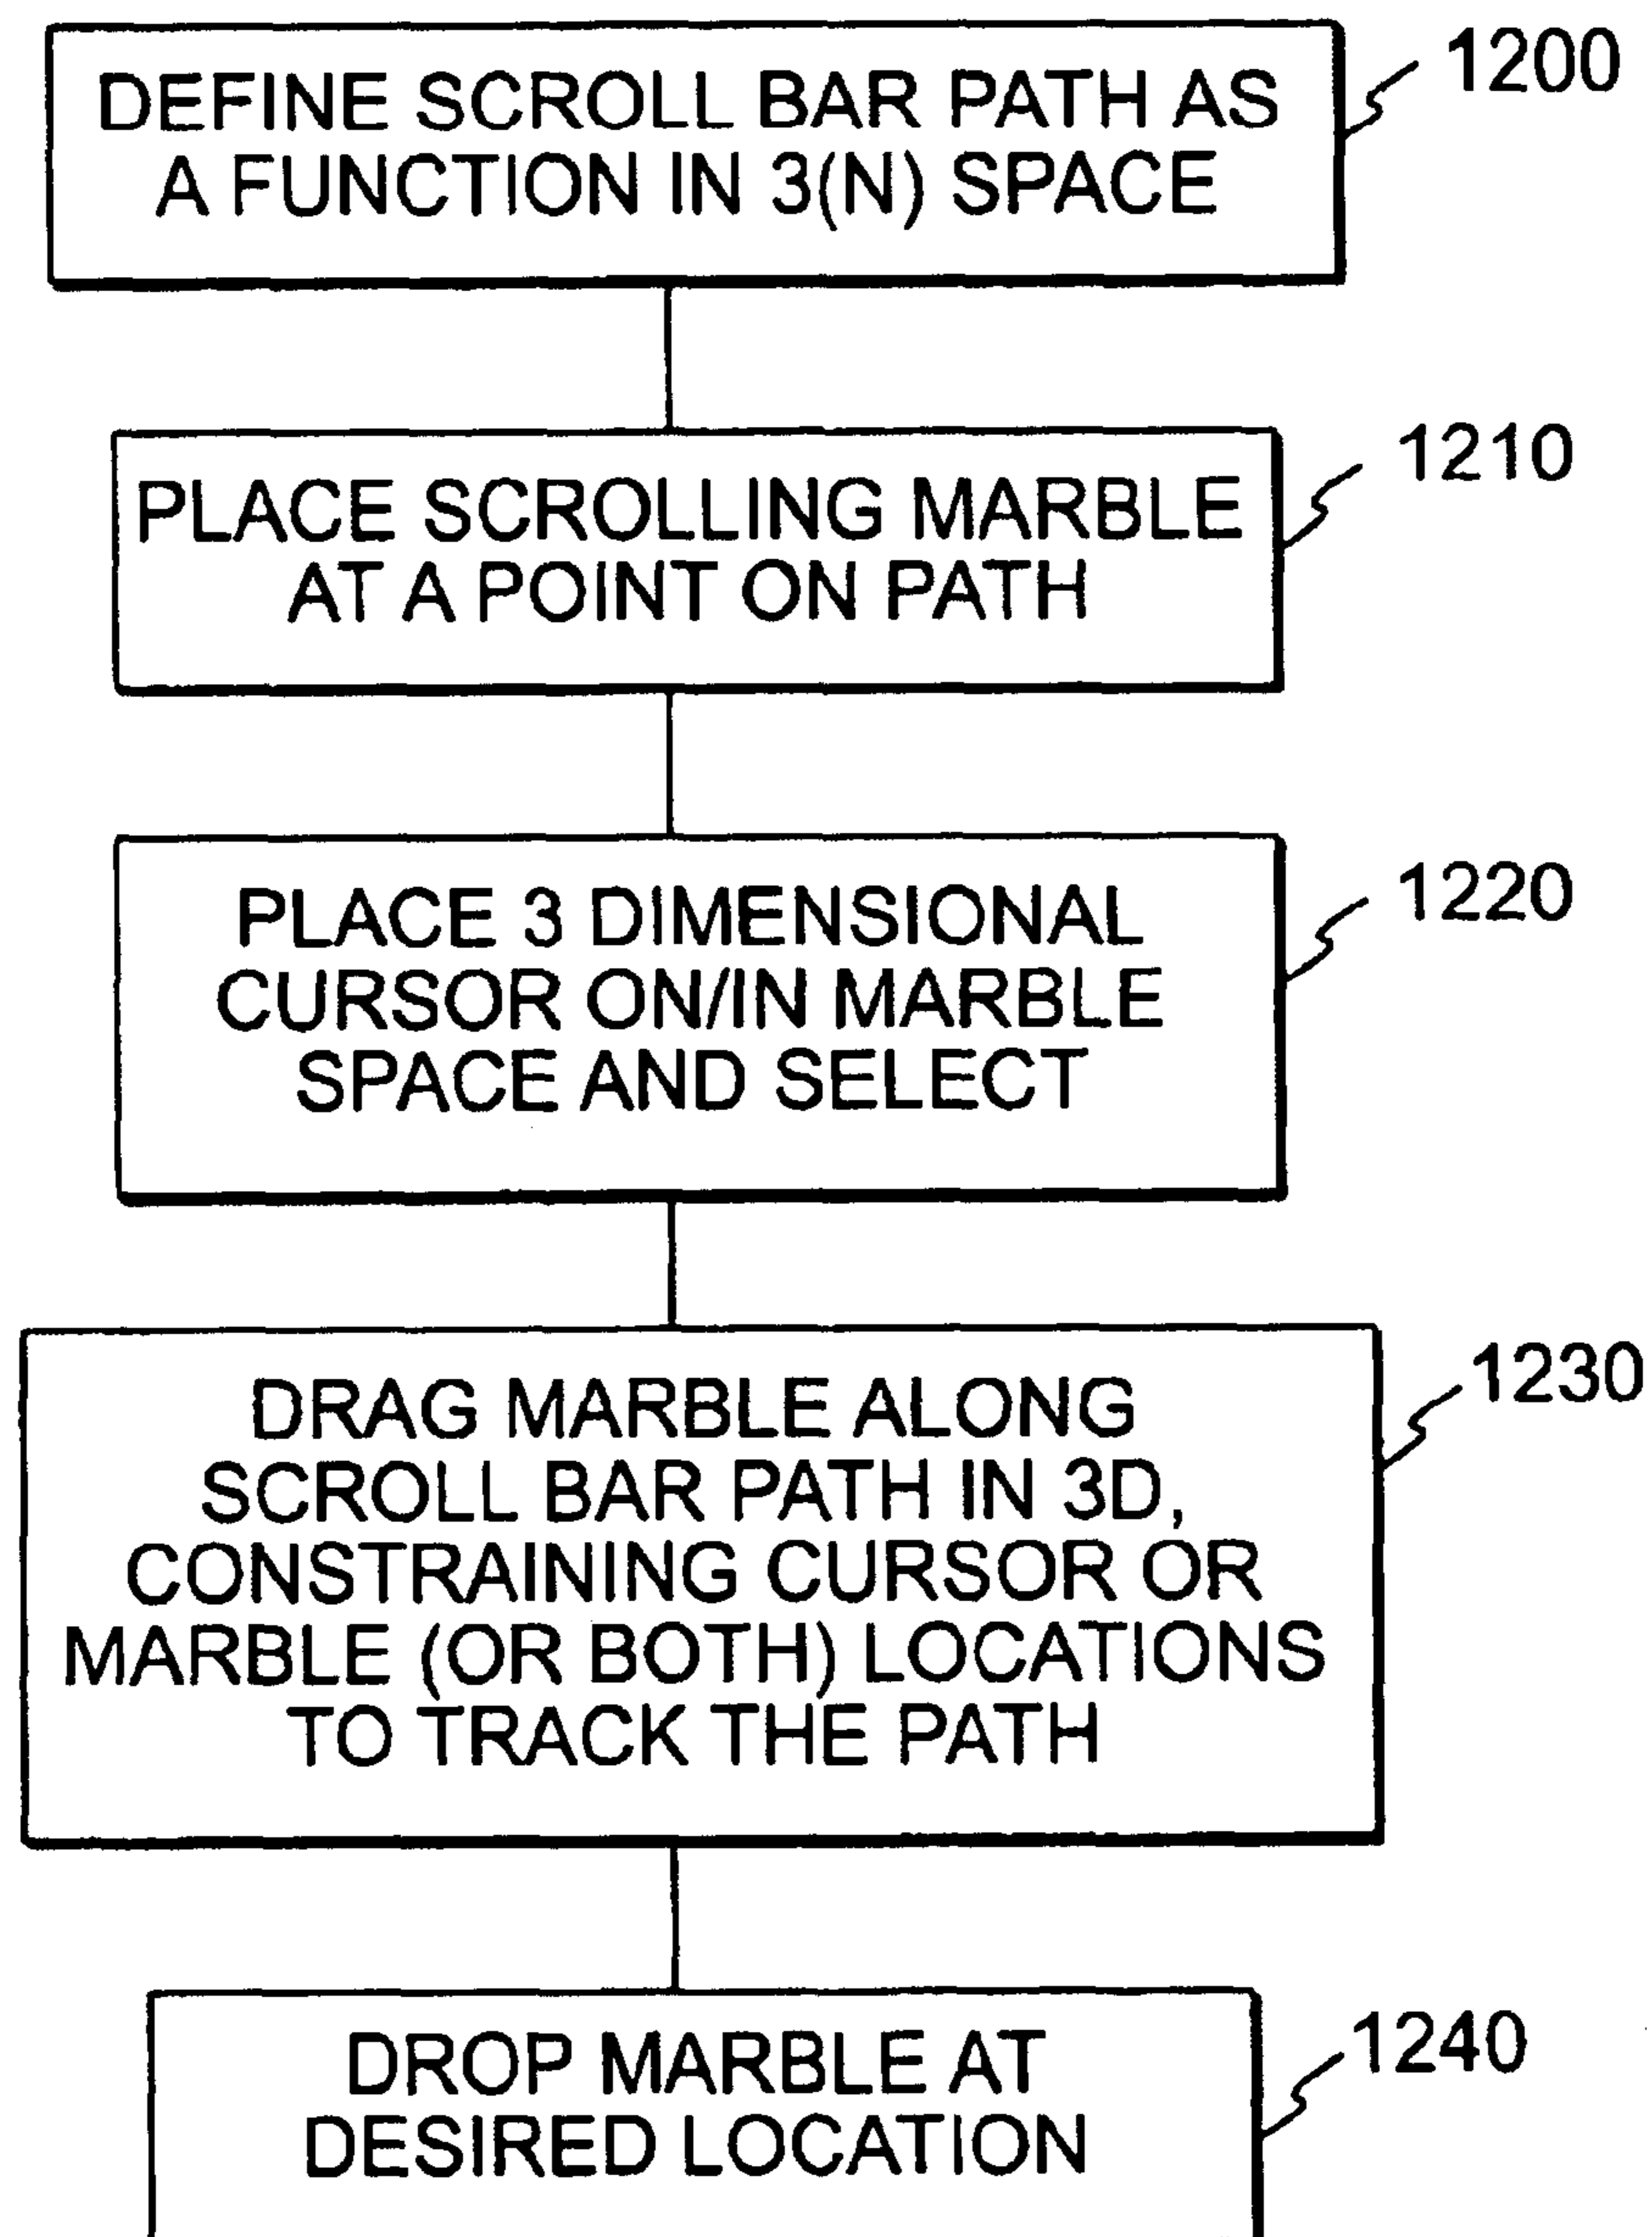 DEFINE SCROLL BAR PATH AS
A FUNCTION IN 3(N) SPACE
1200
PLACE SCROLLING MARBLE
AT A POINT ON PATH
1210
PLACE 3 DIMENSIONAL
CURSOR ON/IN MARBLE
SPACE AND SELECT
1220
DRAG MARBLE ALONG
SCROLL BAR PATH IN 3D,
CONSTRAINING CURSOR OR
MARBLE (OR BOTH) LOCATIONS
TO TRACK THE PATH
1230
DROP MARBLE AT
DESIRED LOCATION
1240